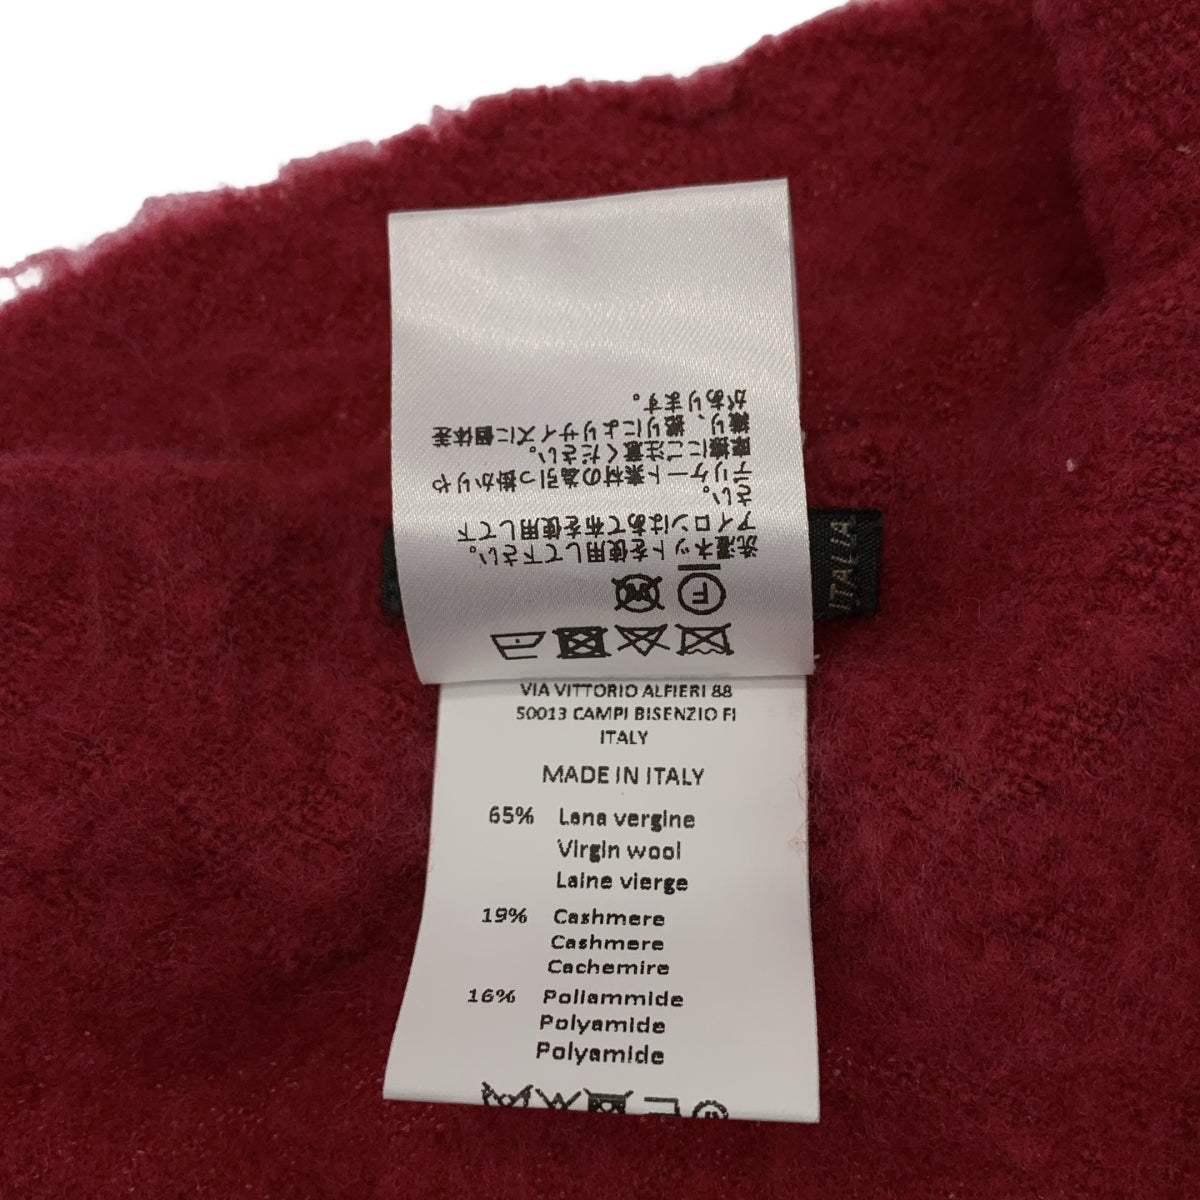 洗濯ネットを使用して下さい。
アイロンはあて布を使用して下
さい。
デリケート素材の為引っ掛かりや
摩擦にご注意ください。
織り、撚りによりサイズに個体差
があります。
F
W
ITALIA
VIA VITTORIO ALFIERI 88
50013 CAMPI BISENZIO FI
ITALY
MADE IN ITALY
65% Lana vergine
Virgin wool
Laine vierge
19% Cashmere
Cashmere
Cachemire
16% Poliammide
Polyamide
Polyamide